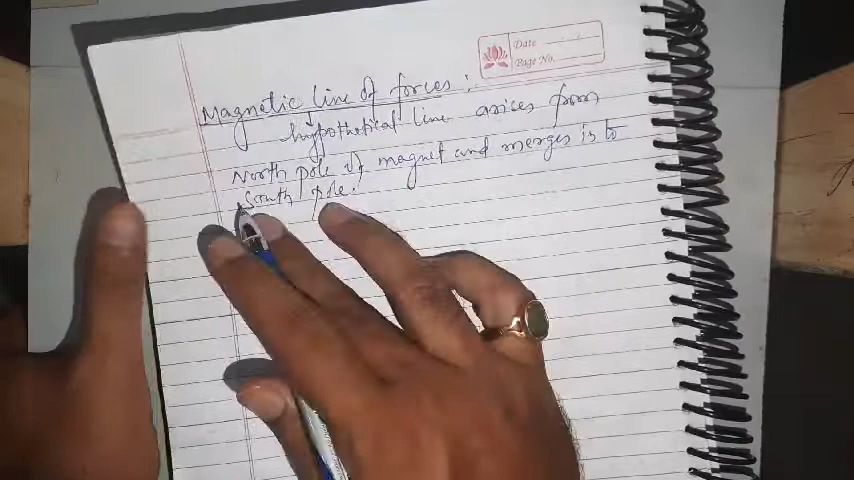 Date
Page No.
Magnetic line of forces :
hypothetical line arices from
North pole of magnet and merges is to
South pole.